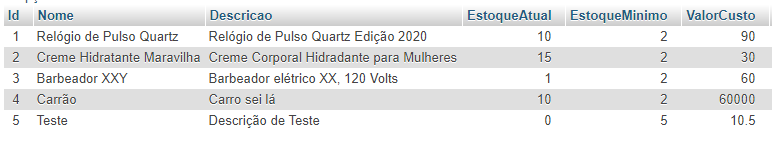 Id Nome Descricao EstoqueAtual EstoqueMinimo ValorCusto
1 Relógio de Pulso Quartz Relógio de Pulso Quartz Edição 2020 10 2 90
2 Creme Hidratante Maravilha Creme Corporal Hidradante para Mulheres 15 2 30
3 Barbeador XXY Barbeador elétrico XX, 120 Volts 1 2 60
4 Carrão Carro sei lá 10 2 60000
5 Teste Descrição de Teste 0 5 10.5